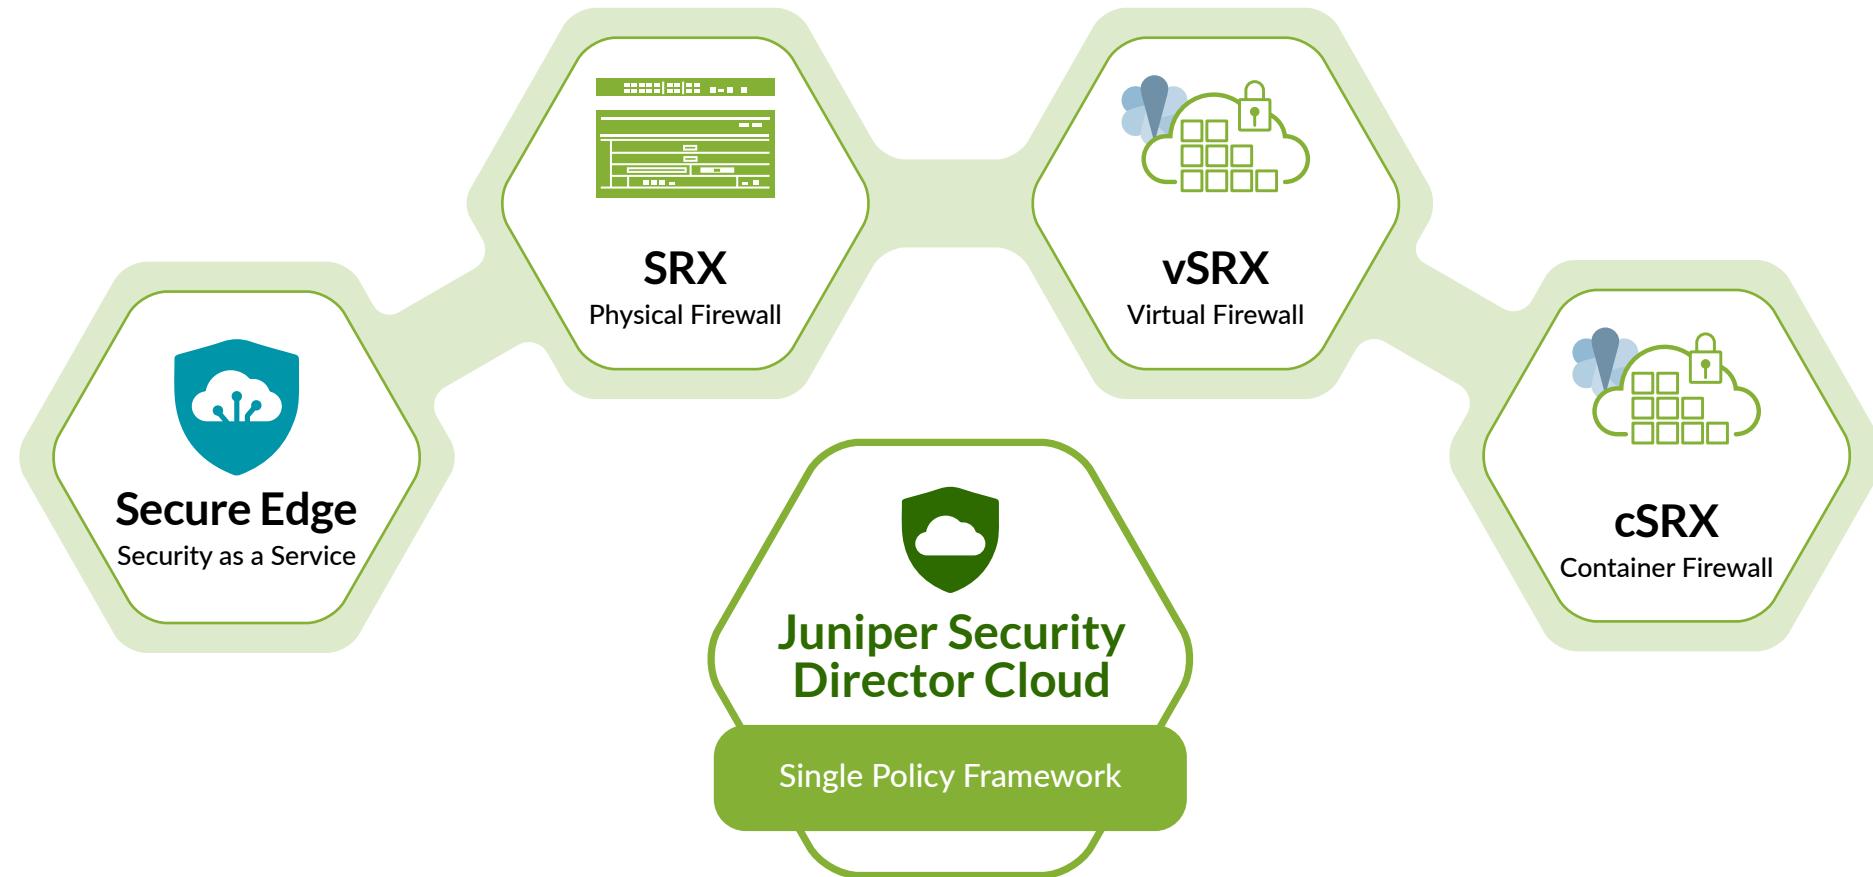 SRX
Physical Firewall
vSRX
Virtual Firewall
Secure Edge
Security as a Service
cSRX
Container Firewall
Juniper Security
Director Cloud
Single Policy Framework